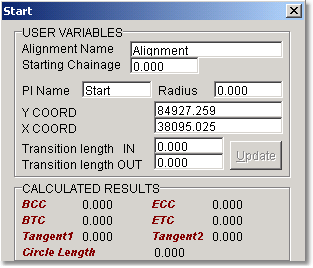 Start
USER VARIABLES
Alignment Name Alignment
Starting Chainage 0.000
PI Name Start Radius 0.000
Y COORD 84927.259
X COORD 38095.025
Transition length IN 0.000
Transition length OUT 0.000
Update
CALCULATED RESULTS
BCC 0.000 ECC 0.000
BTC 0.000 ETC 0.000
Tangent1 0.000 Tangent2 0.000
Circle Length 0.000